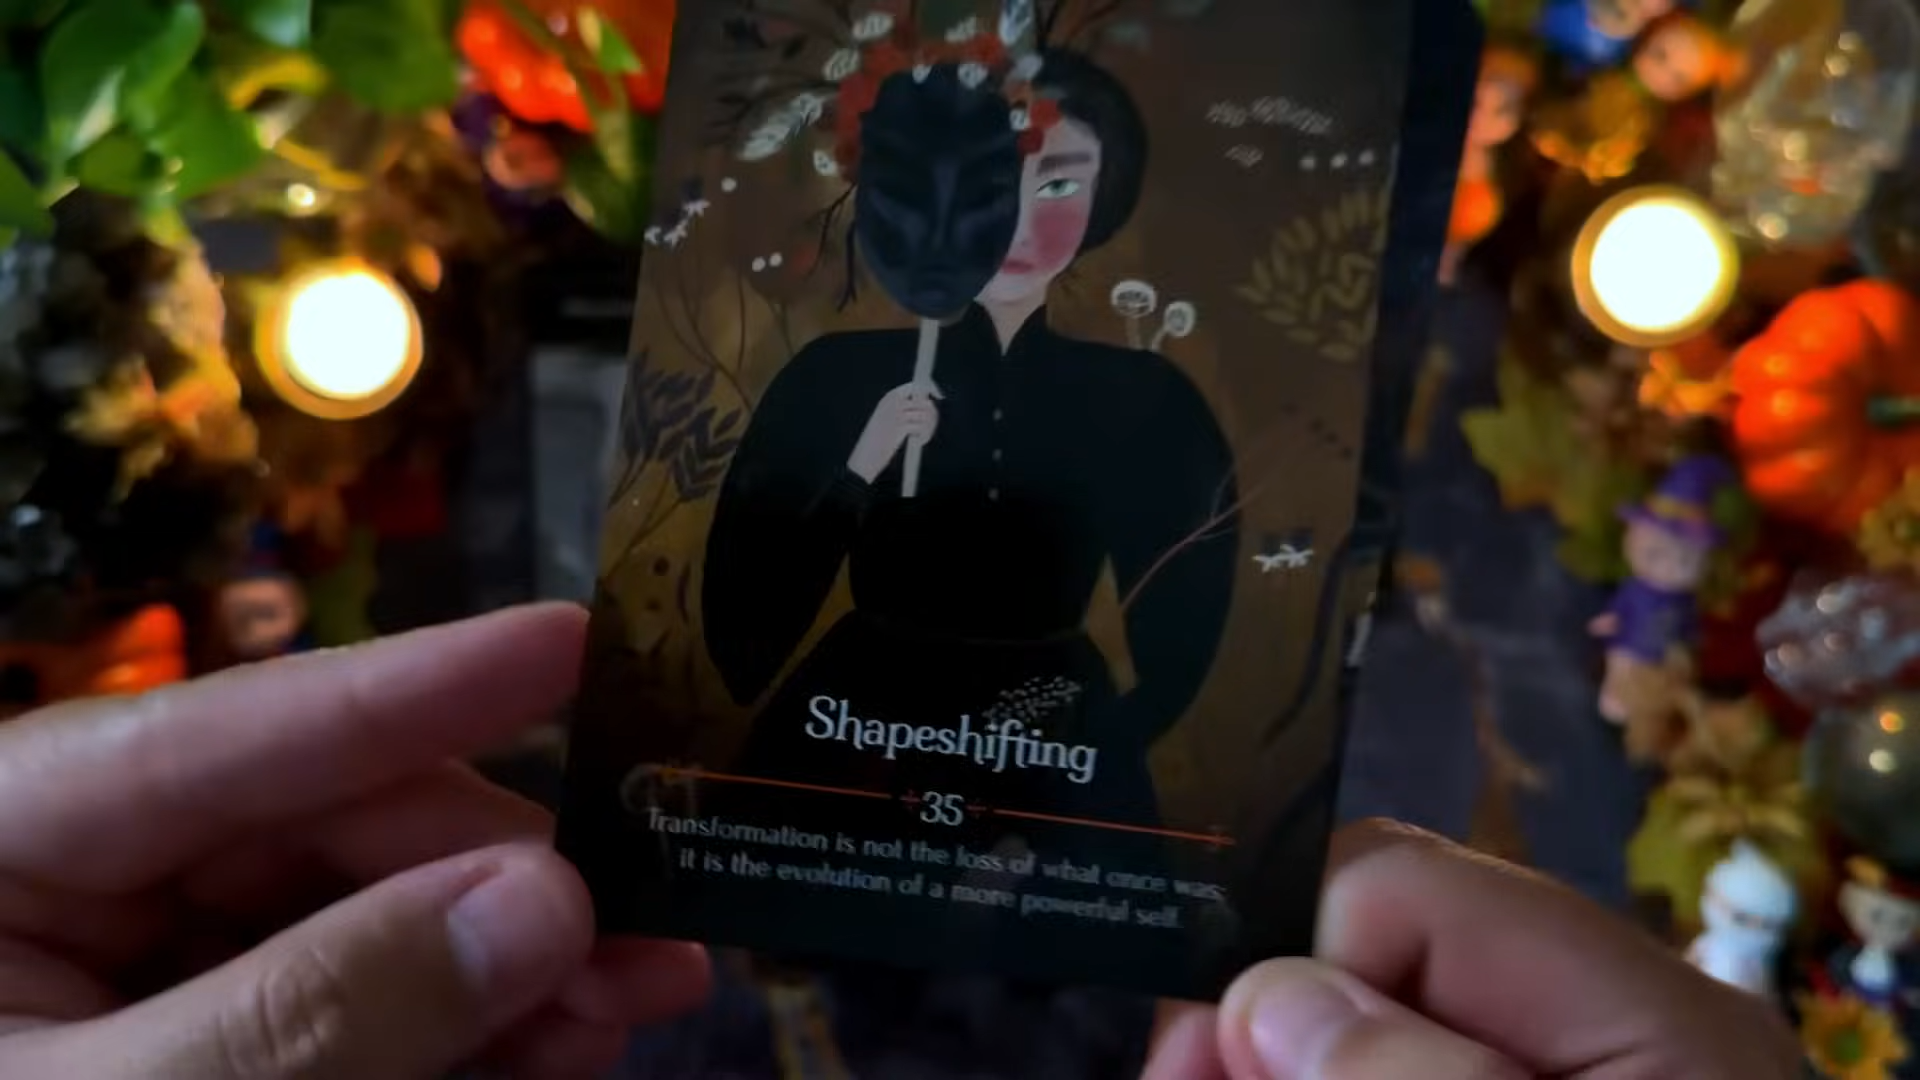 Shapeshifting
35
Transformation is not the loss of what once was;
it is the evolution of a more powerful self.